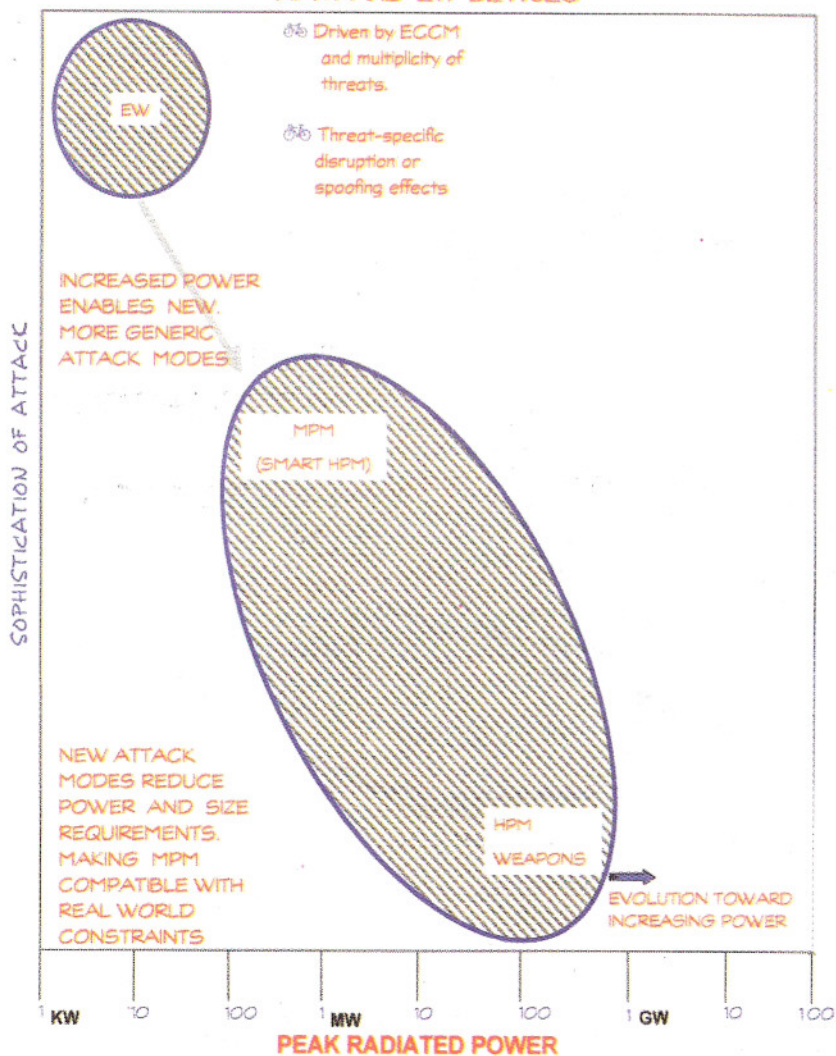 Driven by ECCM
and multiplicity of
threats.
Threat-specific
disruption or
spoofing effects
EW
INCREASED POWER
ENABLES NEW.
MORE GENERIC
ATTACK MODES
SOPHISTICATION OF ATTACK
MPM
(SMART HPM)
NEW ATTACK
MODES REDUCE
POWER AND SIZE
REQUIREMENTS.
MAKING MPM
COMPATIBLE WITH
REAL WORLD
CONSTRAINTS
HPM
WEAPONS
EVOLUTION TOWARD
INCREASING POWER
1 KW 10 100 1 MW 10 100 1 GW 10 100
PEAK RADIATED POWER